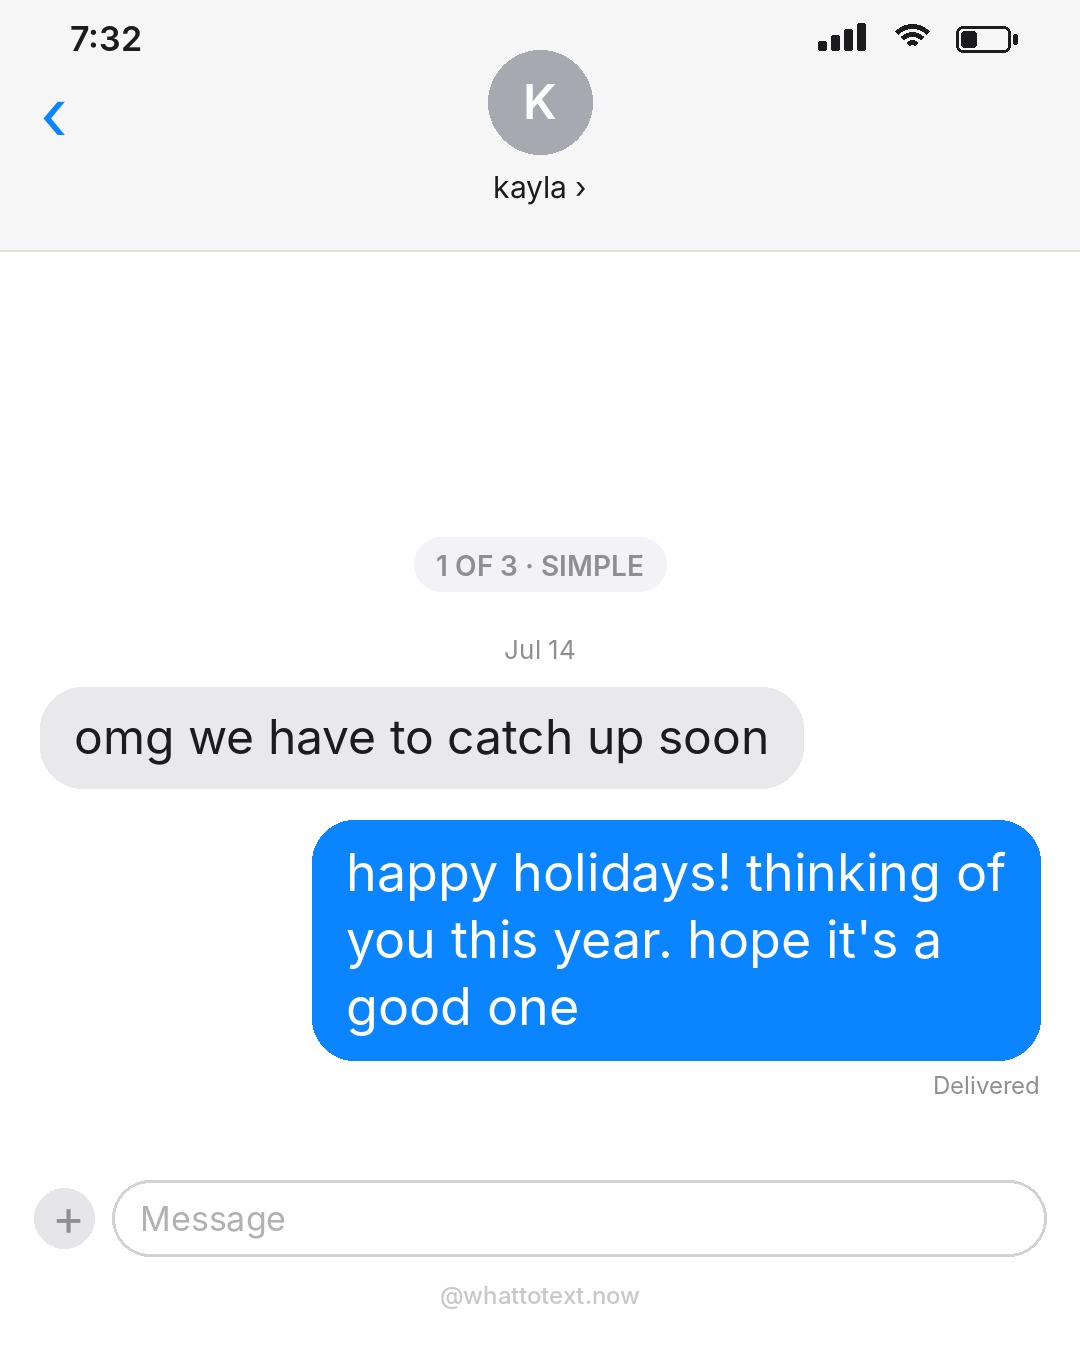 7:32
K
kayla ›
1 OF 3 · SIMPLE
Jul 14
omg we have to catch up soon
happy holidays! thinking of
you this year. hope it's a
good one
Delivered
Message
@whattotext.now